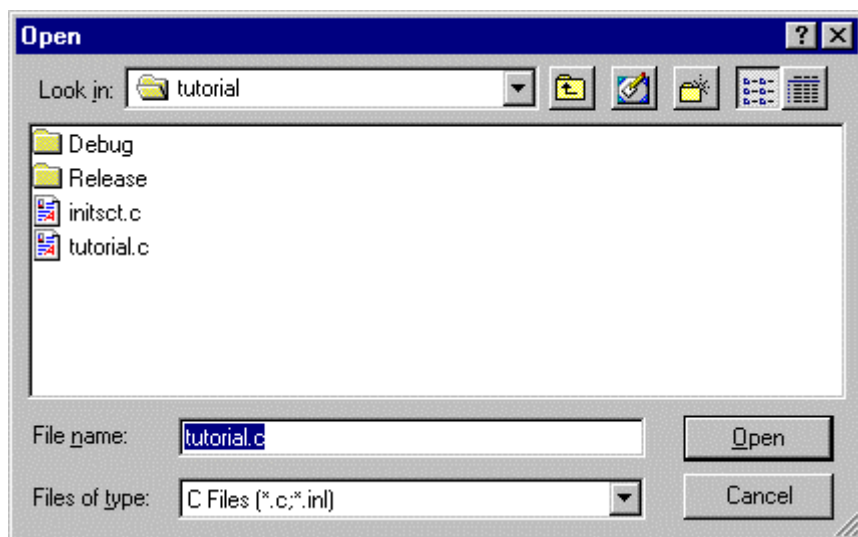 Open
Look in: tutorial
Debug
Release
initsct.c
tutorial.c
File name: tutorial.c Open
Files of type: C Files (*.c;*.inl) Cancel